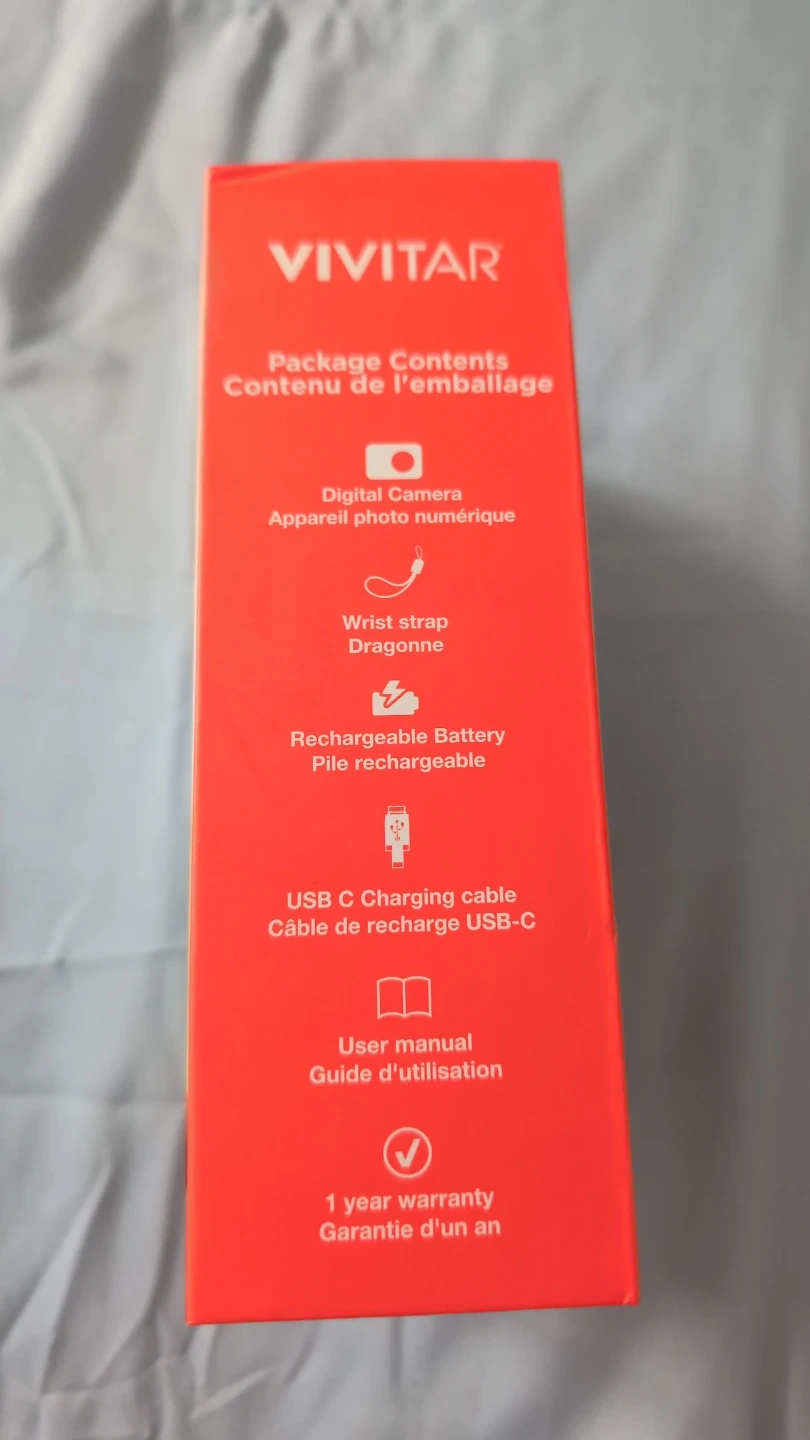 VIVITAR
Package Contents
Contenu de l'emballage
Digital Camera
Appareil photo numérique
Wrist strap
Dragonne
Rechargeable Battery
Pile rechargeable
USB C Charging cable
Câble de recharge USB-C
User manual
Guide d'utilisation
1 year warranty
Garantie d'un an